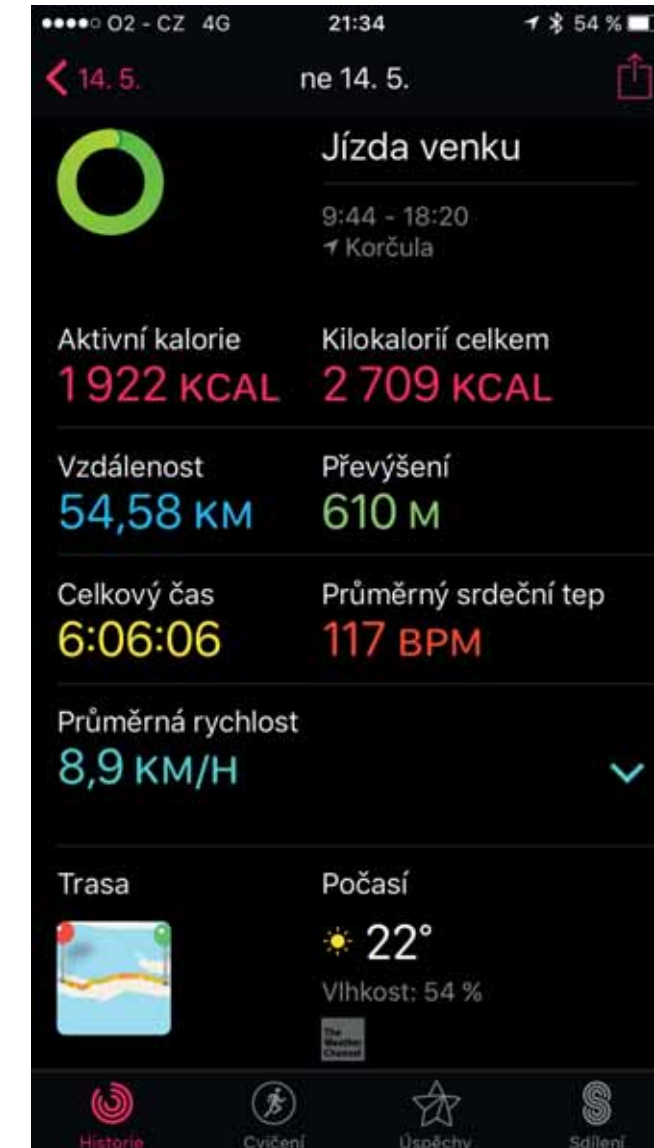 O2 - CZ 4G 21:34 54 %
14. 5. ne 14. 5.
Jízda venku
9:44 - 18:20
Korčula
Aktivní kalorie Kilokalorií celkem
1 922 KCAL 2 709 KCAL
Vzdálenost Převýšení
54,58 KM 610 M
Celkový čas Průměrný srdeční tep
6:06:06 117 BPM
Průměrná rychlost
8,9 KM/H
Trasa Počasí
22°
Vlhkost: 54 %
The
Weather
Channel
Historie Cvičení Úspěchy Sdílení